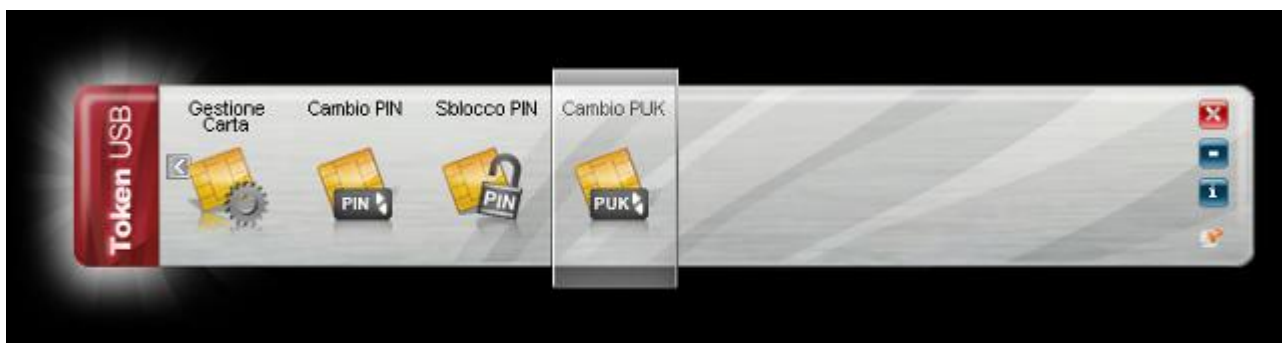 Token USB
Gestione
Carta
Cambio PIN
Sblocco PIN
Cambio PUK
PIN
PIN
PUK